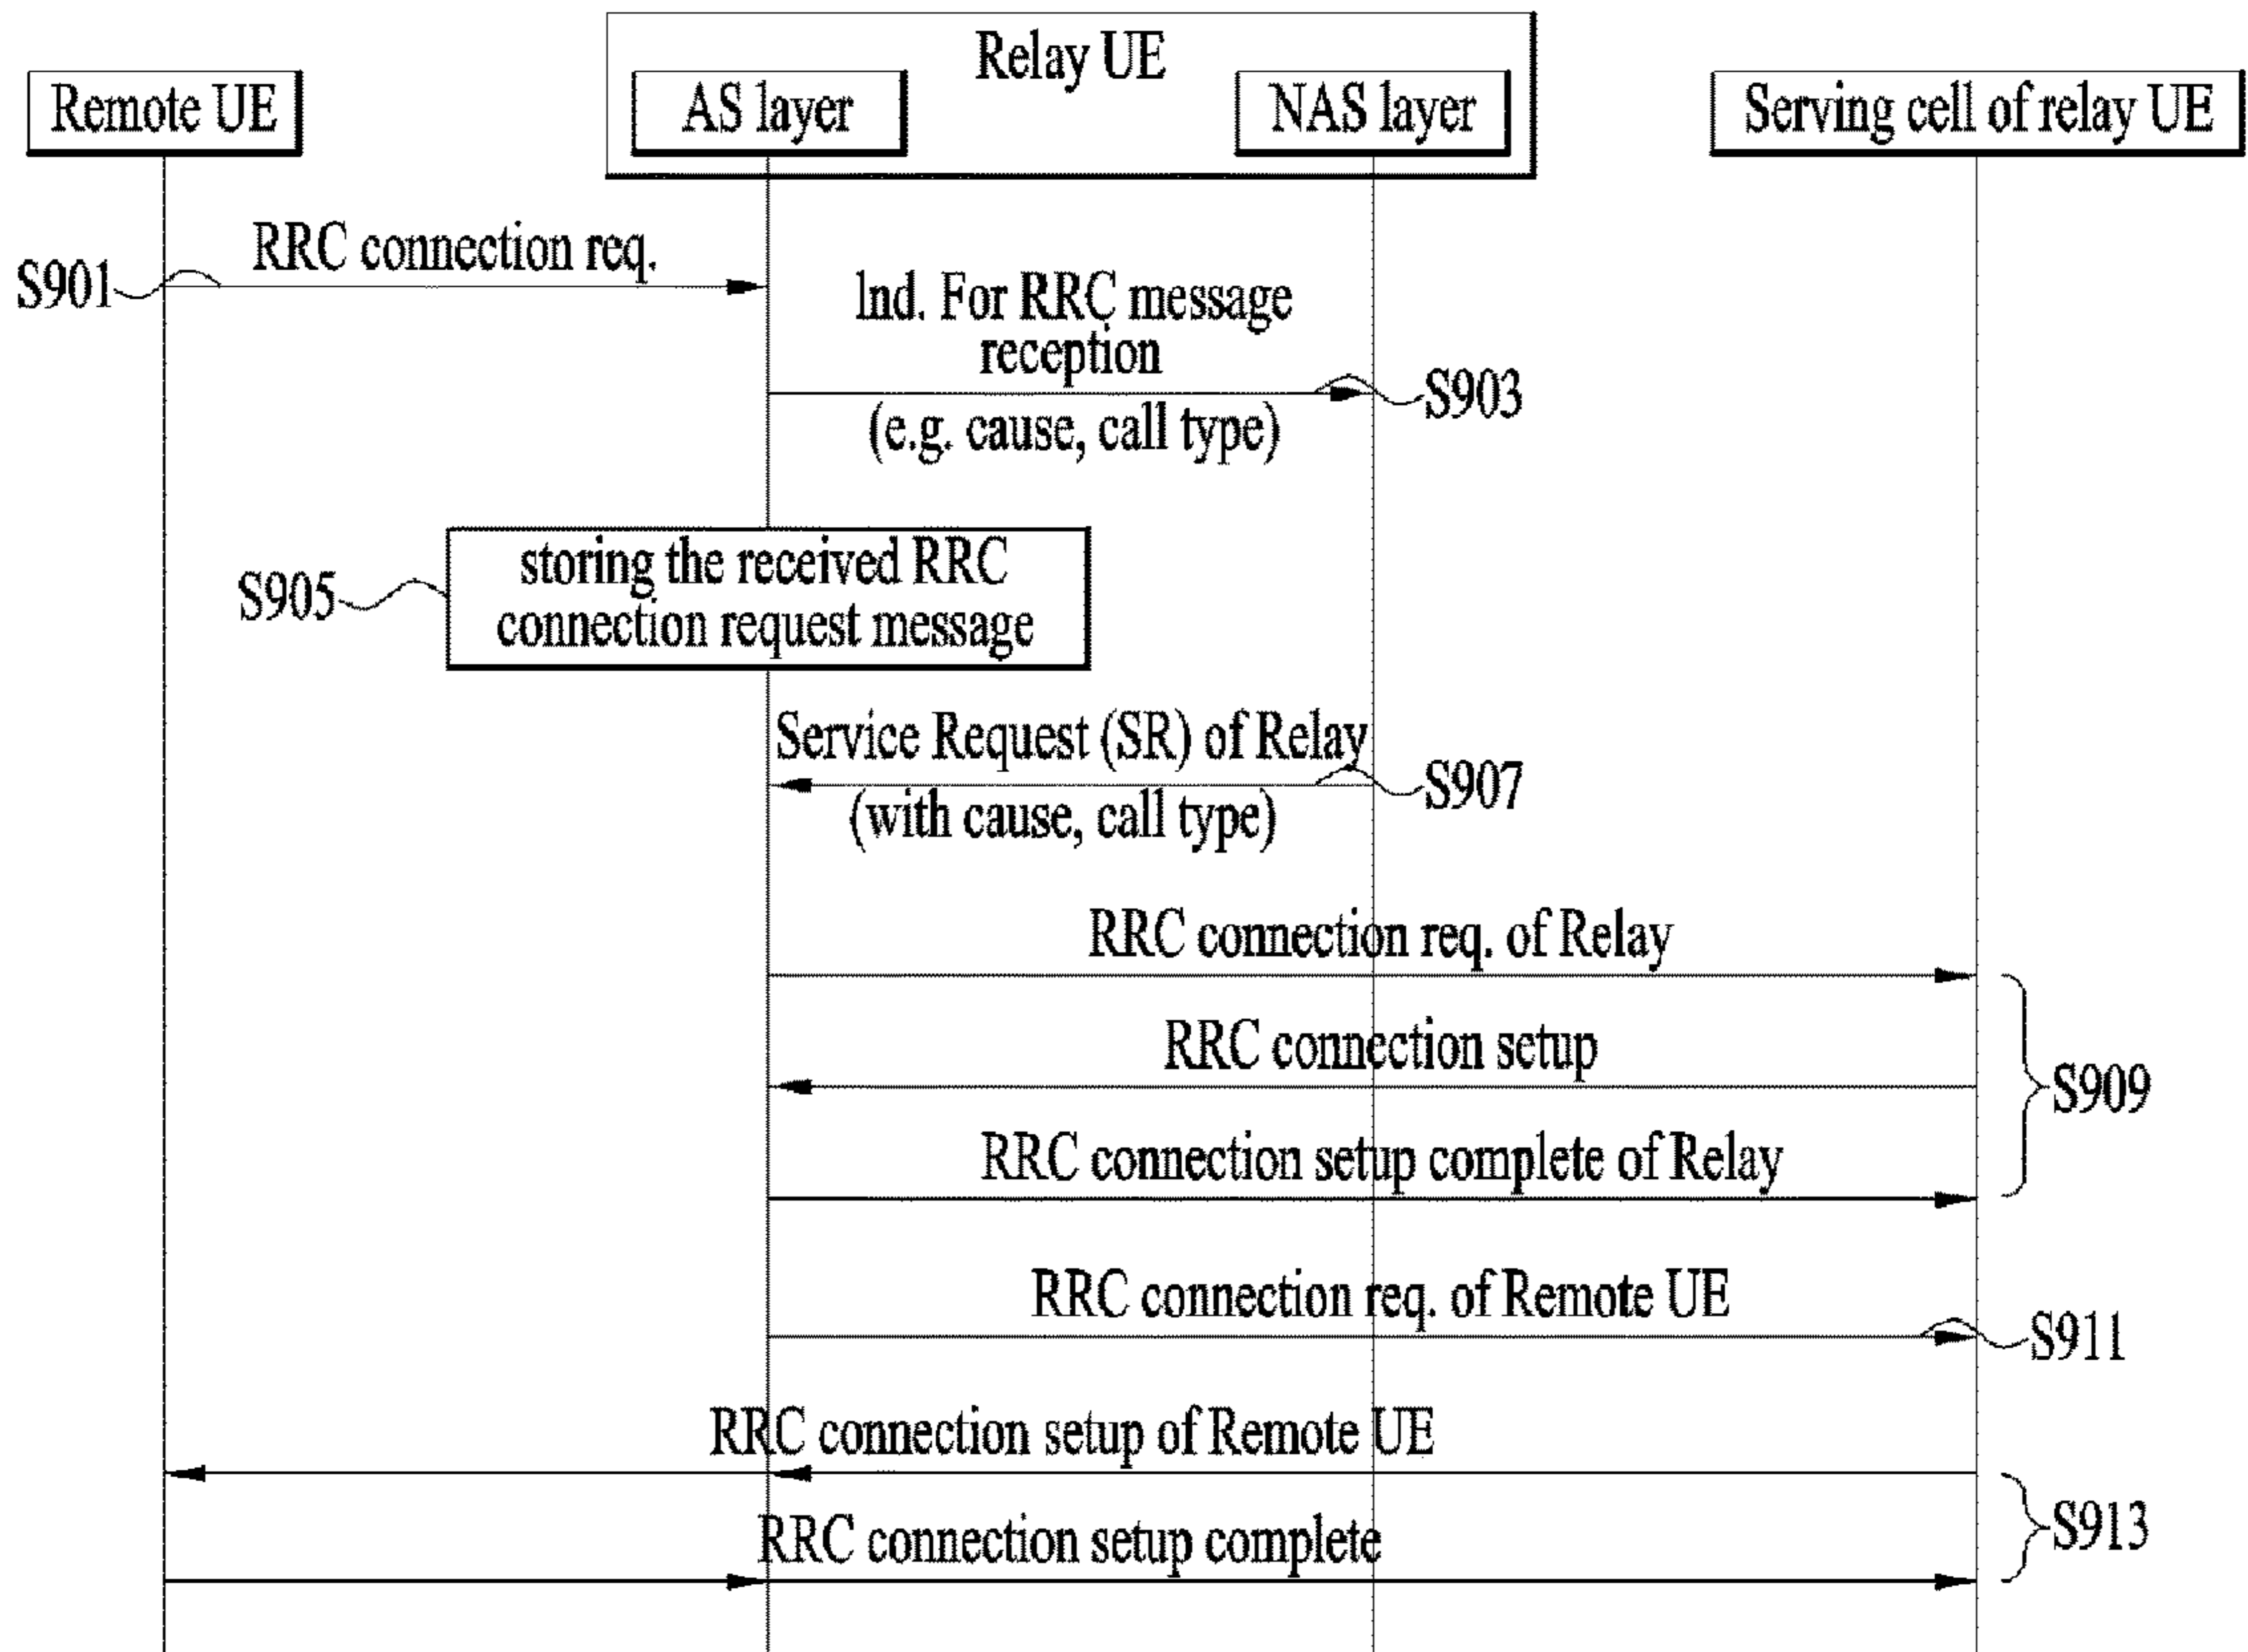 Relay UE
Remote UE
AS layer
NAS layer
Serving cell of relay UE
RRC connection req.
S901
Ind. For RRC message
reception
(e.g. cause, call type)
S903
storing the received RRC
connection request message
S905
Service Request (SR) of Relay
(with cause, call type)
S907
RRC connection req. of Relay
RRC connection setup
S909
RRC connection setup complete of Relay
RRC connection req. of Remote UE
S911
RRC connection setup of Remote UE
S913
RRC connection setup complete